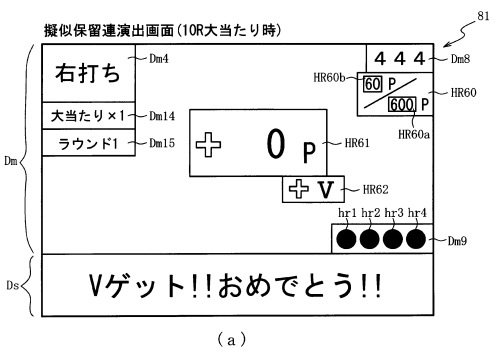 擬似保留連演出画面(10R大当たり時)
81
右打ち
Dm4
4 4 4
Dm8
HR60b
60 P
HR60
600 P
HR60a
大当たり×1
Dm14
ラウンド1
Dm15
Dm
＋ 0 P
HR61
＋ V
HR62
hr1 hr2 hr3 hr4
Dm9
Ds
Vゲット!!おめでとう!!
(a)